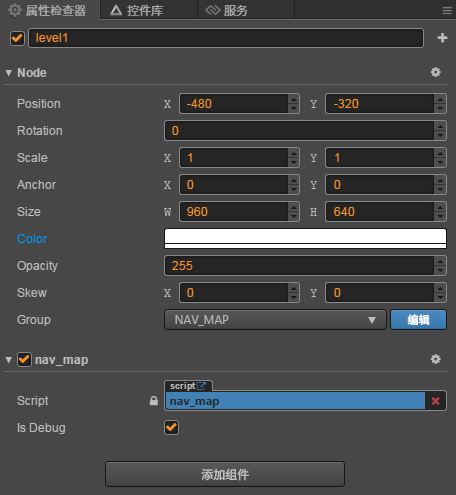 属性检查器 控件库 服务
level1
Node
Position X -480 Y -320
Rotation 0
Scale X 1 Y 1
Anchor X 0 Y 0
Size W 960 H 640
Color
Opacity 255
Skew X 0 Y 0
Group NAV_MAP 编辑
nav_map
script
Script nav_map
Is Debug
添加组件